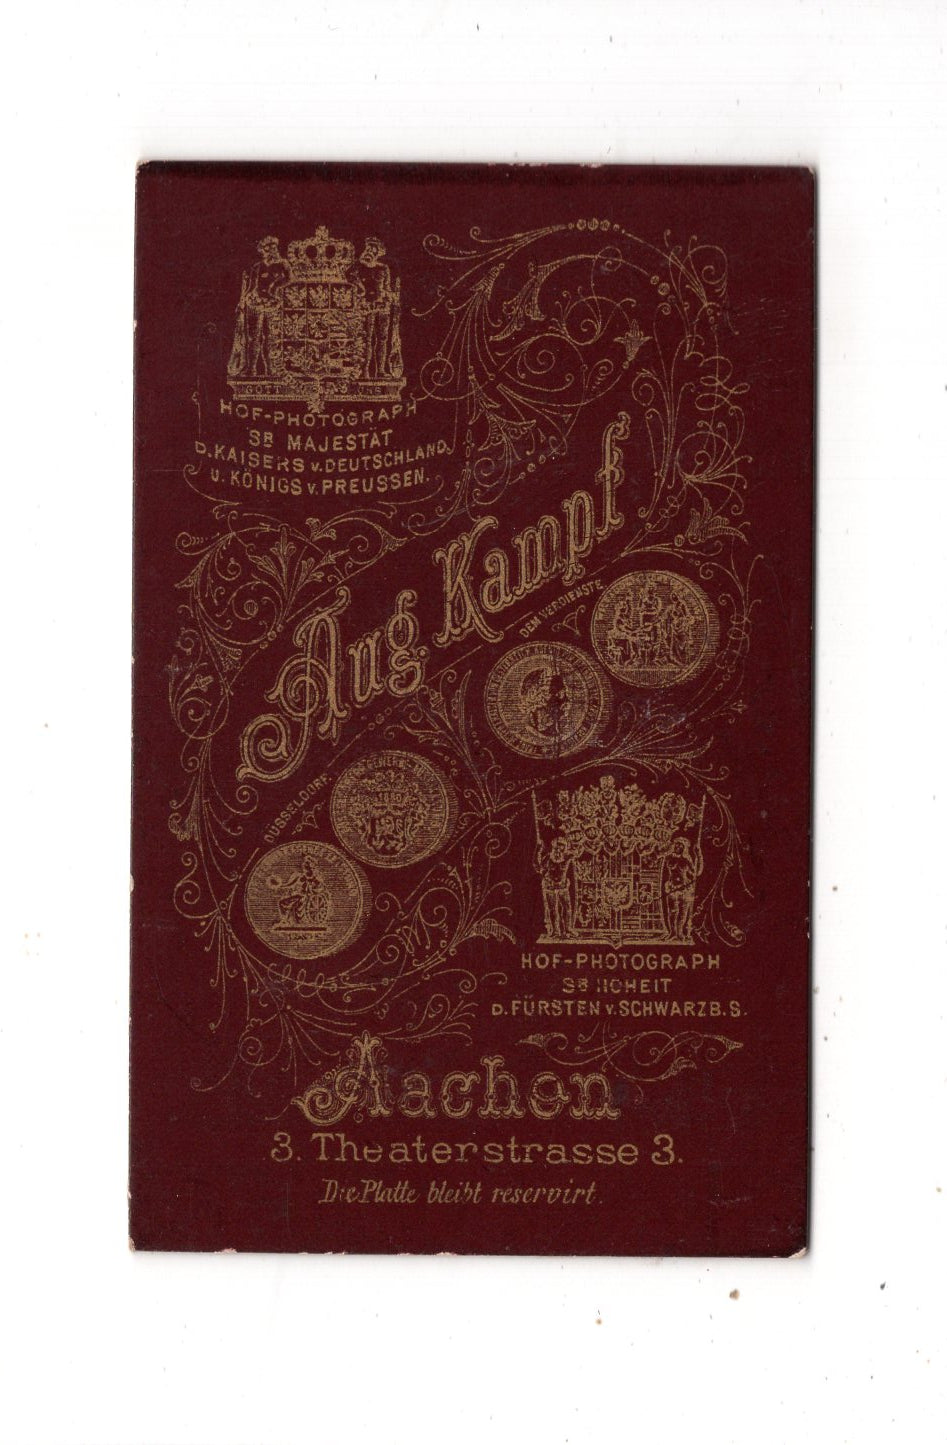 HOF-PHOTOGRAPH
SR MAJESTÄT
D. KAISERS v. DEUTSCHLAND.
U. KÖNIGS v. PREUSSEN.
Aug. Kampf
DEM VERDIENSTE
DÜSSELDORF.
HOF-PHOTOGRAPH
SR HOHEIT
D. FÜRSTEN v. SCHWARZB. S.
Aachen
3. Theaterstrasse 3.
Die Platte bleibt reservirt.